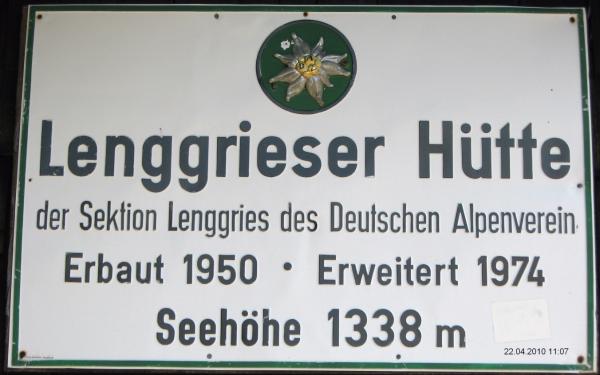 Lenggrieser Hütte
der Sektion Lenggries des Deutschen Alpenverein
Erbaut 1950 · Erweitert 1974
Seehöhe 1338 m
22.04.2010 11:07